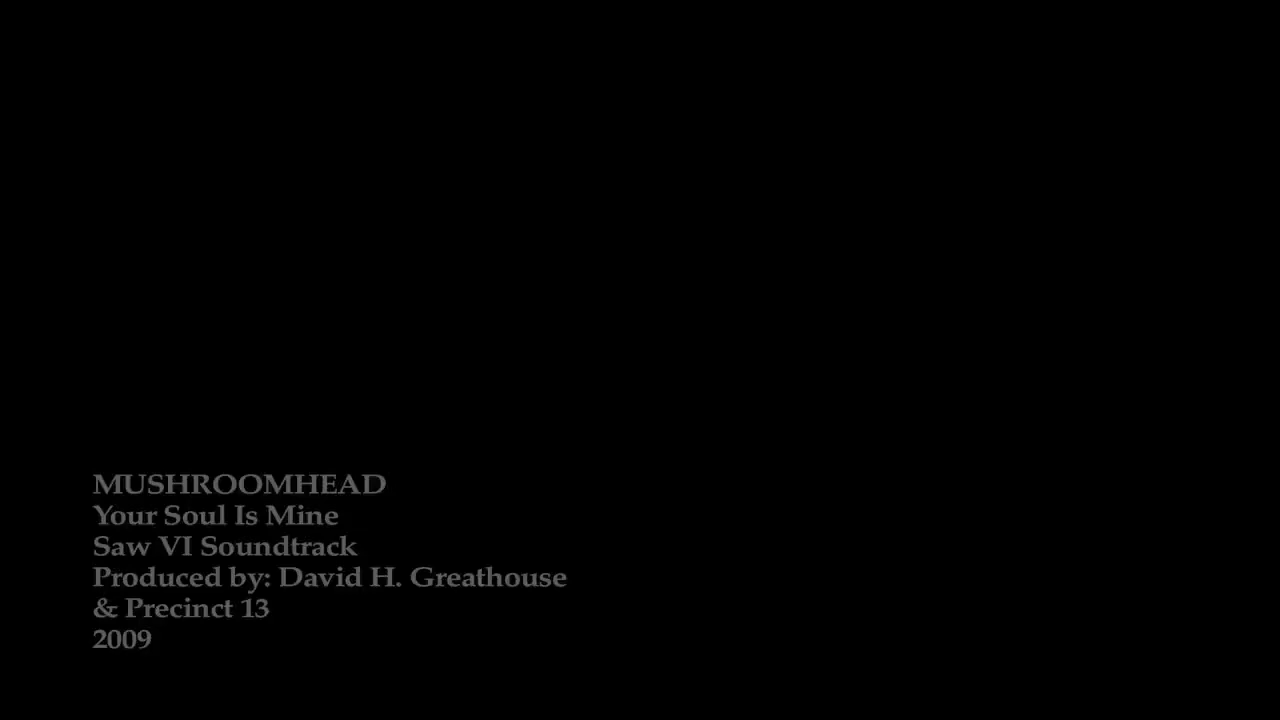 MUSHROOMHEAD
Your Soul Is Mine
Saw VI Soundtrack
Produced by: David H. Greathouse
& Precinct 13
2009